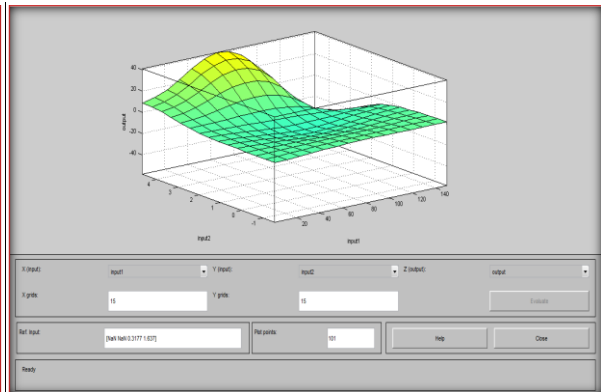 40
20
0
-20
-40
output
4
3
2
1
0
-1
input2
20
40
60
80
100
120
140
input1
X (input):
input1
Y (input):
input2
Z (output):
output
X grids:
15
Y grids:
15
Evaluate
Ref. Input
[NaN NaN 0.3177 1.637]
Plot points:
101
Help
Close
Ready